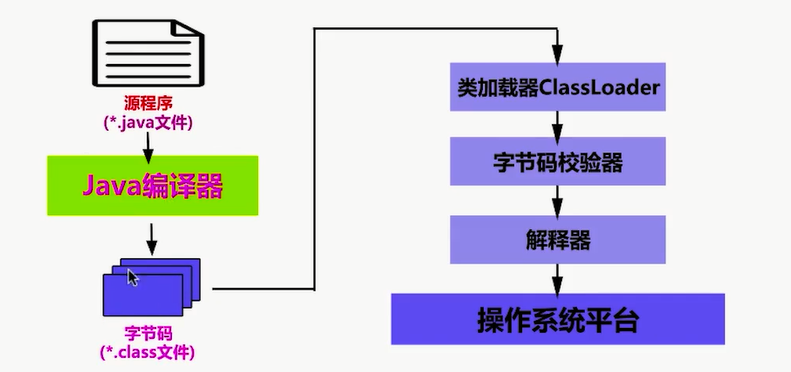 源程序
(*.java文件)
Java编译器
字节码
(*.class文件)
类加载器ClassLoader
字节码校验器
解释器
操作系统平台